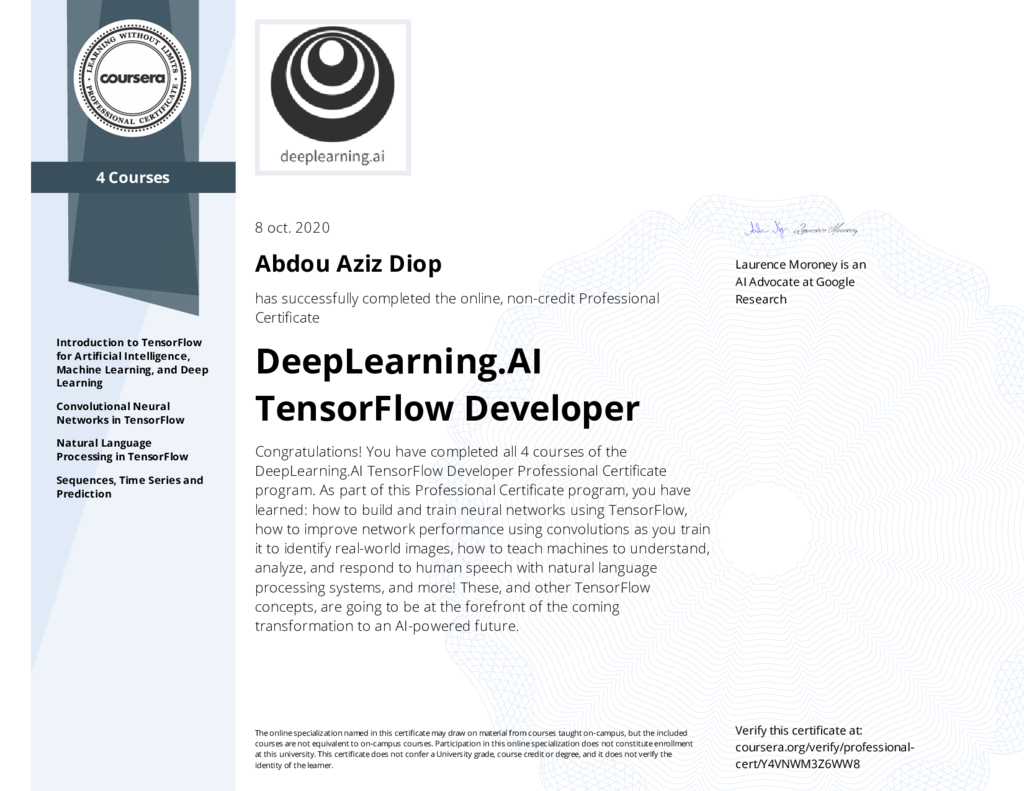 LEARNING WITHOUT LIMITS
coursera
PROFESSIONAL CERTIFICATE
4 Courses
Introduction to TensorFlow
for Artificial Intelligence,
Machine Learning, and Deep
Learning
Convolutional Neural
Networks in TensorFlow
Natural Language
Processing in TensorFlow
Sequences, Time Series and
Prediction
deeplearning.ai
8 oct. 2020
Abdou Aziz Diop
has successfully completed the online, non-credit Professional
Certificate
DeepLearning.AI
TensorFlow Developer
Congratulations! You have completed all 4 courses of the
DeepLearning.AI TensorFlow Developer Professional Certificate
program. As part of this Professional Certificate program, you have
learned: how to build and train neural networks using TensorFlow,
how to improve network performance using convolutions as you train
it to identify real-world images, how to teach machines to understand,
analyze, and respond to human speech with natural language
processing systems, and more! These, and other TensorFlow
concepts, are going to be at the forefront of the coming
transformation to an AI-powered future.
Laurence Moroney is an
AI Advocate at Google
Research
The online specialization named in this certificate may draw on material from courses taught on-campus, but the included
courses are not equivalent to on-campus courses. Participation in this online specialization does not constitute enrollment
at this university. This certificate does not confer a University grade, course credit or degree, and it does not verify the
identity of the learner.
Verify this certificate at:
coursera.org/verify/professional-
cert/Y4VNWM3Z6WW8